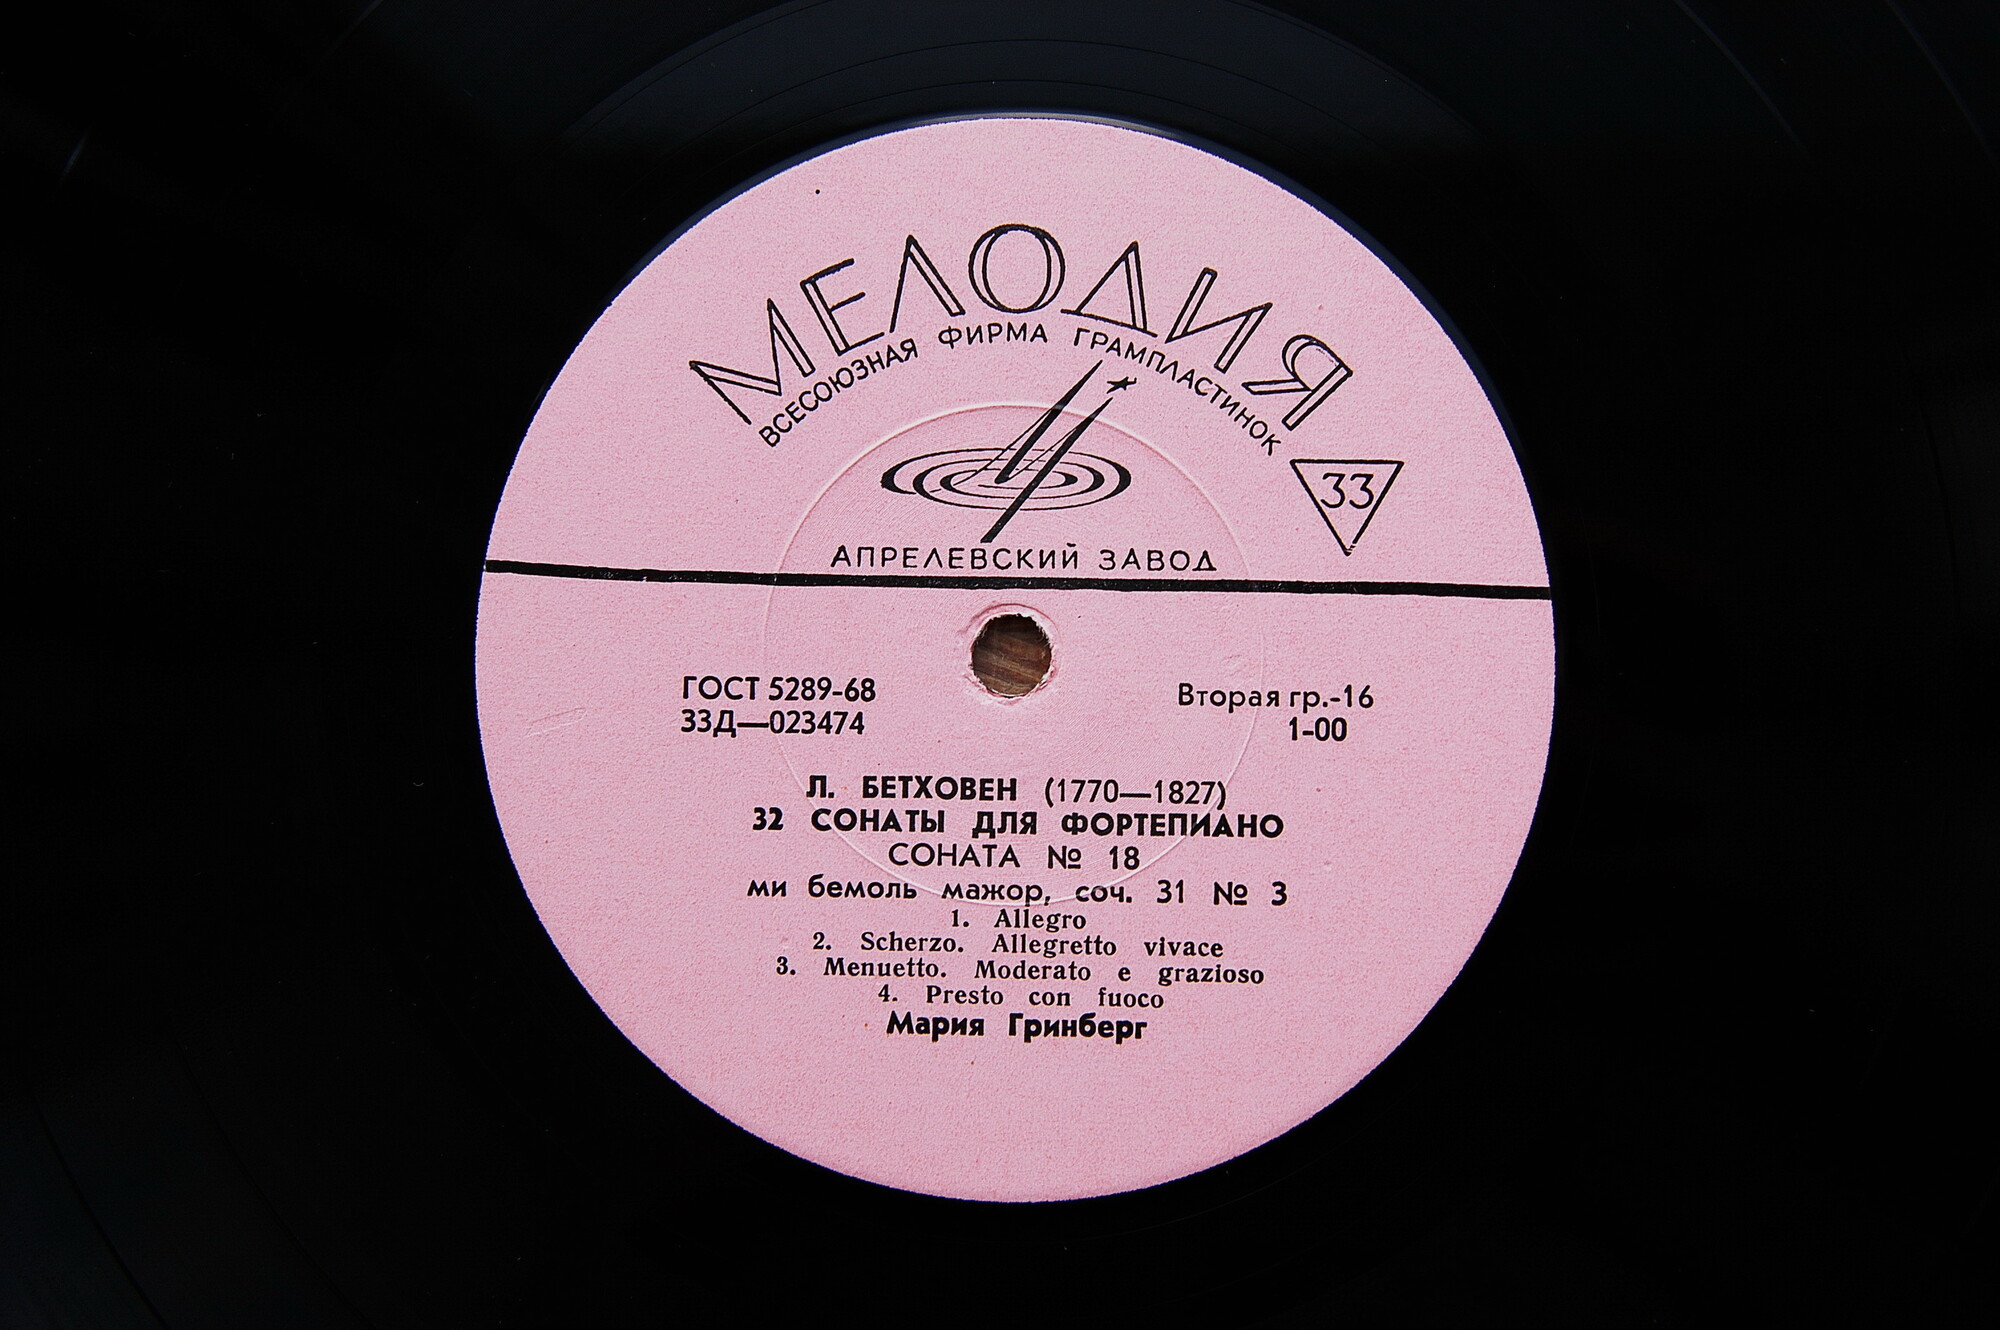 МЕЛОДИЯ
ВСЕСОЮЗНАЯ ФИРМА ГРАМПЛАСТИНОК
33
АПРЕЛЕВСКИЙ ЗАВОД
ГОСТ 5289-68
33Д—023474
Вторая гр.-16
1-00
Л. БЕТХОВЕН (1770—1827)
32 СОНАТЫ ДЛЯ ФОРТЕПИАНО
СОНАТА № 18
ми бемоль мажор, соч. 31 № 3
1. Allegro
2. Scherzo. Allegretto vivace
3. Menuetto. Moderato e grazioso
4. Presto con fuoco
Мария Гринберг